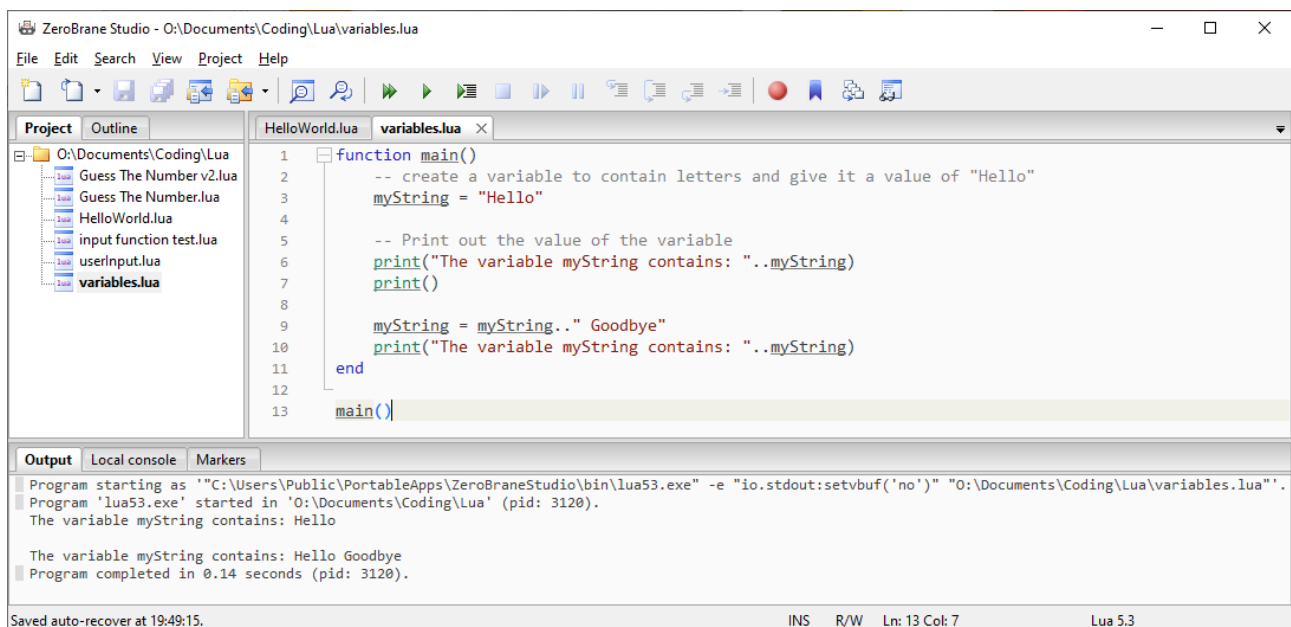 ZeroBrane Studio - O:\Documents\Coding\Lua\variables.lua
File Edit Search View Project Help
Project Outline
HelloWorld.lua variables.lua
O:\Documents\Coding\Lua
Guess The Number v2.lua
Guess The Number.lua
HelloWorld.lua
input function test.lua
userInput.lua
variables.lua
1 function main()
2 -- create a variable to contain letters and give it a value of "Hello"
3 myString = "Hello"
4
5 -- Print out the value of the variable
6 print("The variable myString contains: "..myString)
7 print()
8
9 myString = myString.." Goodbye"
10 print("The variable myString contains: "..myString)
11 end
12
13 main()
Output Local console Markers
Program starting as '"C:\Users\Public\PortableApps\ZeroBraneStudio\bin\lua53.exe" -e "io.stdout:setvbuf('no')" "O:\Documents\Coding\Lua\variables.lua"'.
Program 'lua53.exe' started in 'O:\Documents\Coding\Lua' (pid: 3120).
The variable myString contains: Hello
The variable myString contains: Hello Goodbye
Program completed in 0.14 seconds (pid: 3120).
Saved auto-recover at 19:49:15. INS R/W Ln: 13 Col: 7 Lua 5.3